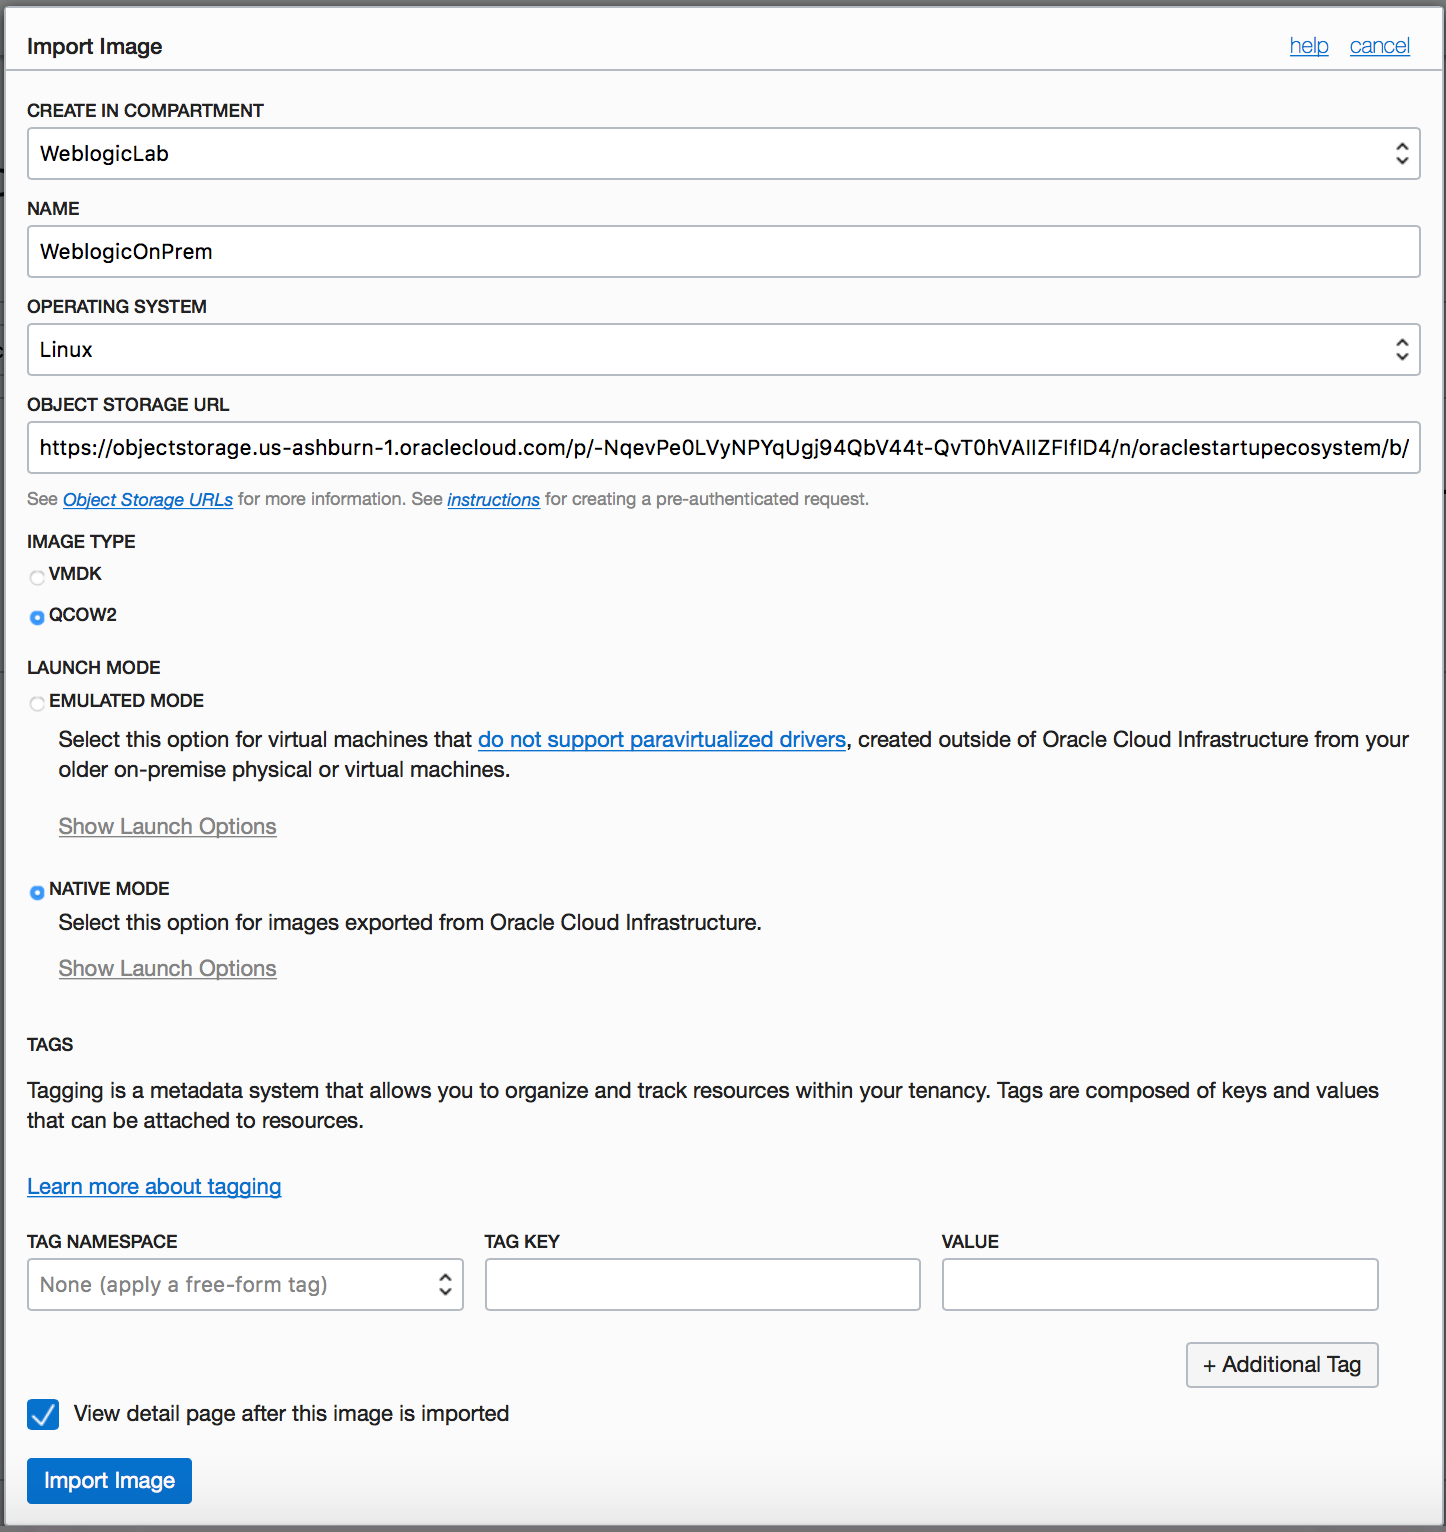 Import Image
help cancel
CREATE IN COMPARTMENT
WeblogicLab
NAME
WeblogicOnPrem
OPERATING SYSTEM
Linux
OBJECT STORAGE URL
https://objectstorage.us-ashburn-1.oraclecloud.com/p/-NqevPe0LVyNPYqUgj94QbV44t-QvT0hVAIIZFIfID4/n/oraclestartupecosystem/b/
See Object Storage URLs for more information. See instructions for creating a pre-authenticated request.
IMAGE TYPE
VMDK
QCOW2
LAUNCH MODE
EMULATED MODE
Select this option for virtual machines that do not support paravirtualized drivers, created outside of Oracle Cloud Infrastructure from your
older on-premise physical or virtual machines.
Show Launch Options
NATIVE MODE
Select this option for images exported from Oracle Cloud Infrastructure.
Show Launch Options
TAGS
Tagging is a metadata system that allows you to organize and track resources within your tenancy. Tags are composed of keys and values
that can be attached to resources.
Learn more about tagging
TAG NAMESPACE TAG KEY VALUE
None (apply a free-form tag)
+ Additional Tag
View detail page after this image is imported
Import Image